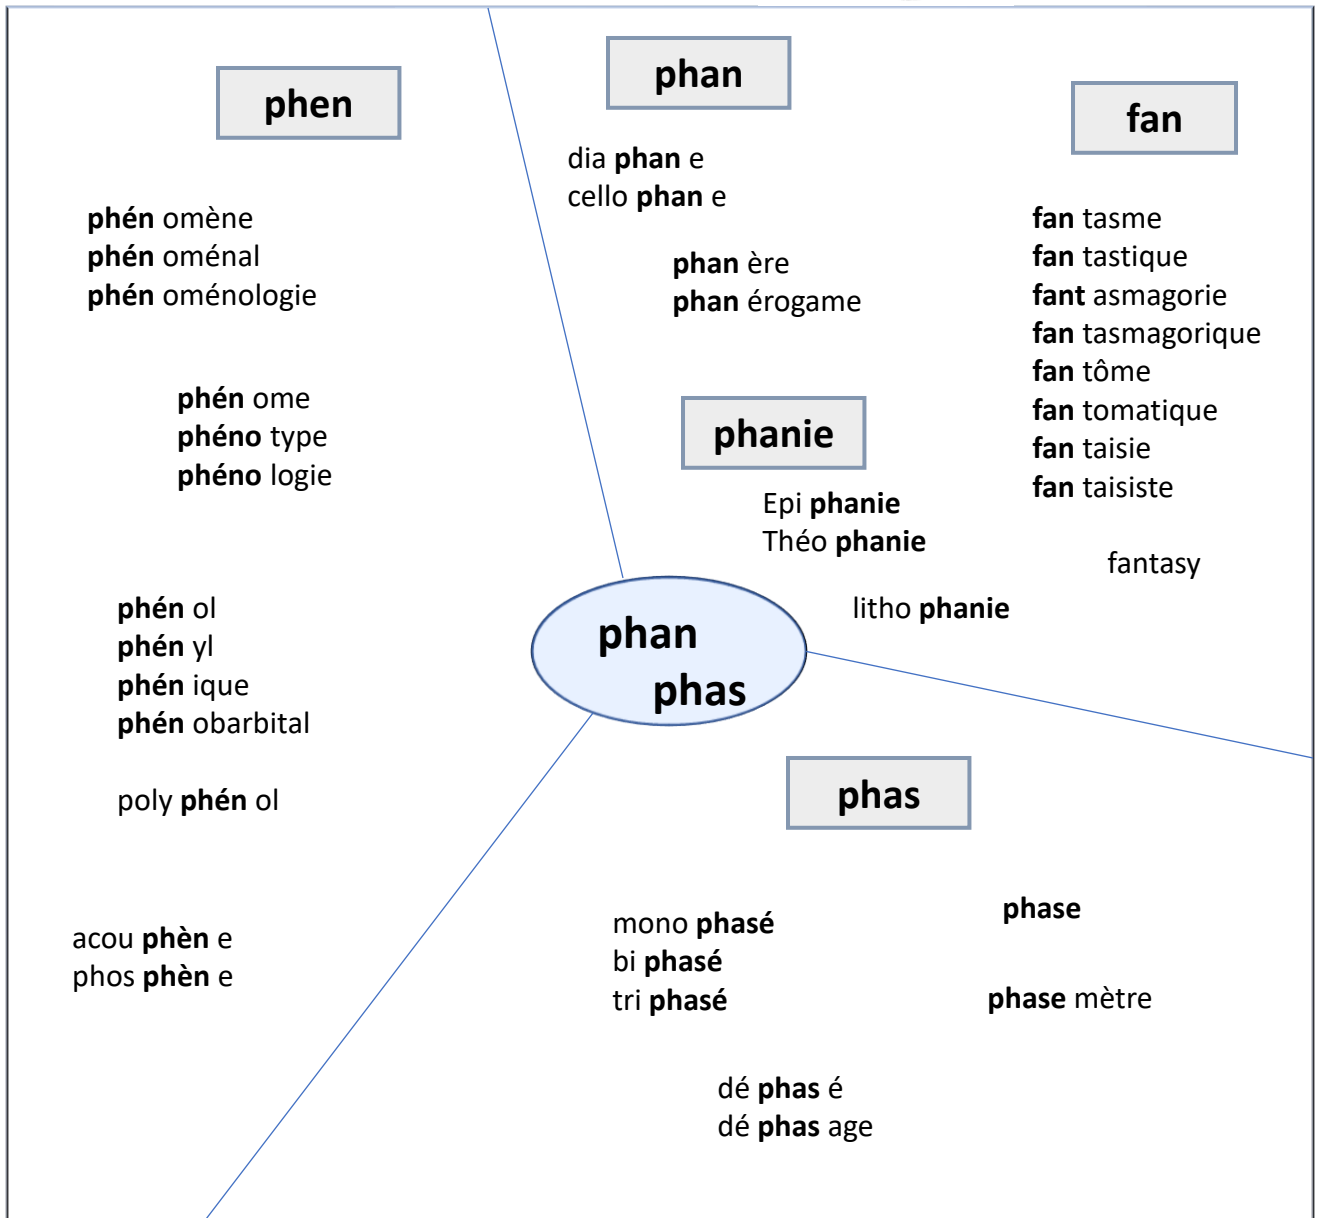 phen
phén omène
phén oménal
phén oménologie
phén ome
phéno type
phéno logie
phén ol
phén yl
phén ique
phén obarbital
poly phén ol
acou phèn e
phos phèn e
phan
dia phan e
cello phan e
phan ère
phan érogame
phanie
Epi phanie
Théo phanie
litho phanie
fan
fan tasme
fan tastique
fant asmagorie
fan tasmagorique
fan tôme
fan tomatique
fan taisie
fan taisiste
fantasy
phan
phas
phas
mono phasé
bi phasé
tri phasé
phase
phase mètre
dé phas é
dé phas age